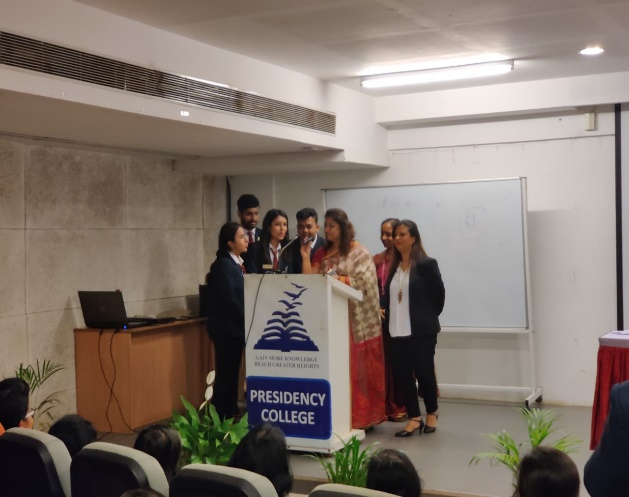 GAIN MORE KNOWLEDGE
REACH GREATER HEIGHTS
PRESIDENCY
COLLEGE